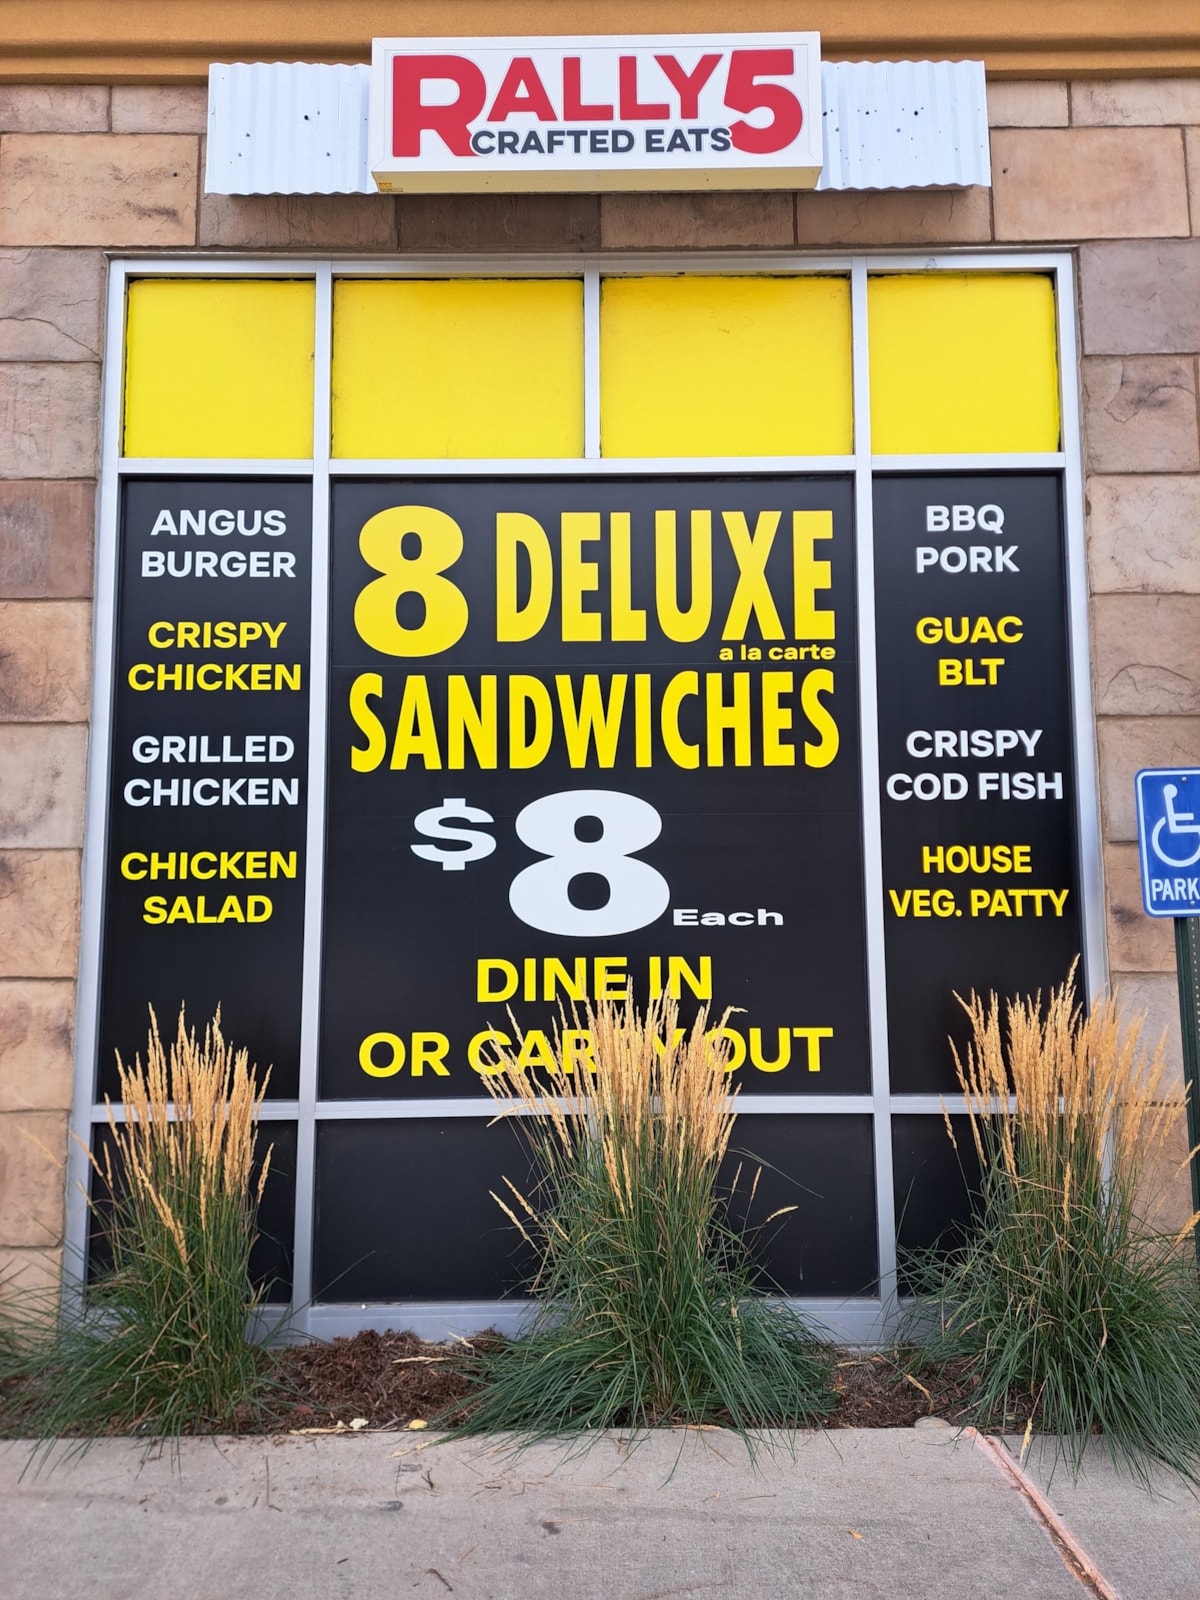 RALLY5
CRAFTED EATS
ANGUS
BURGER
CRISPY
CHICKEN
GRILLED
CHICKEN
CHICKEN
SALAD
8 DELUXE
a la carte
SANDWICHES
$8 Each
DINE IN
OR CARRY OUT
BBQ
PORK
GUAC
BLT
CRISPY
COD FISH
HOUSE
VEG. PATTY
PARK